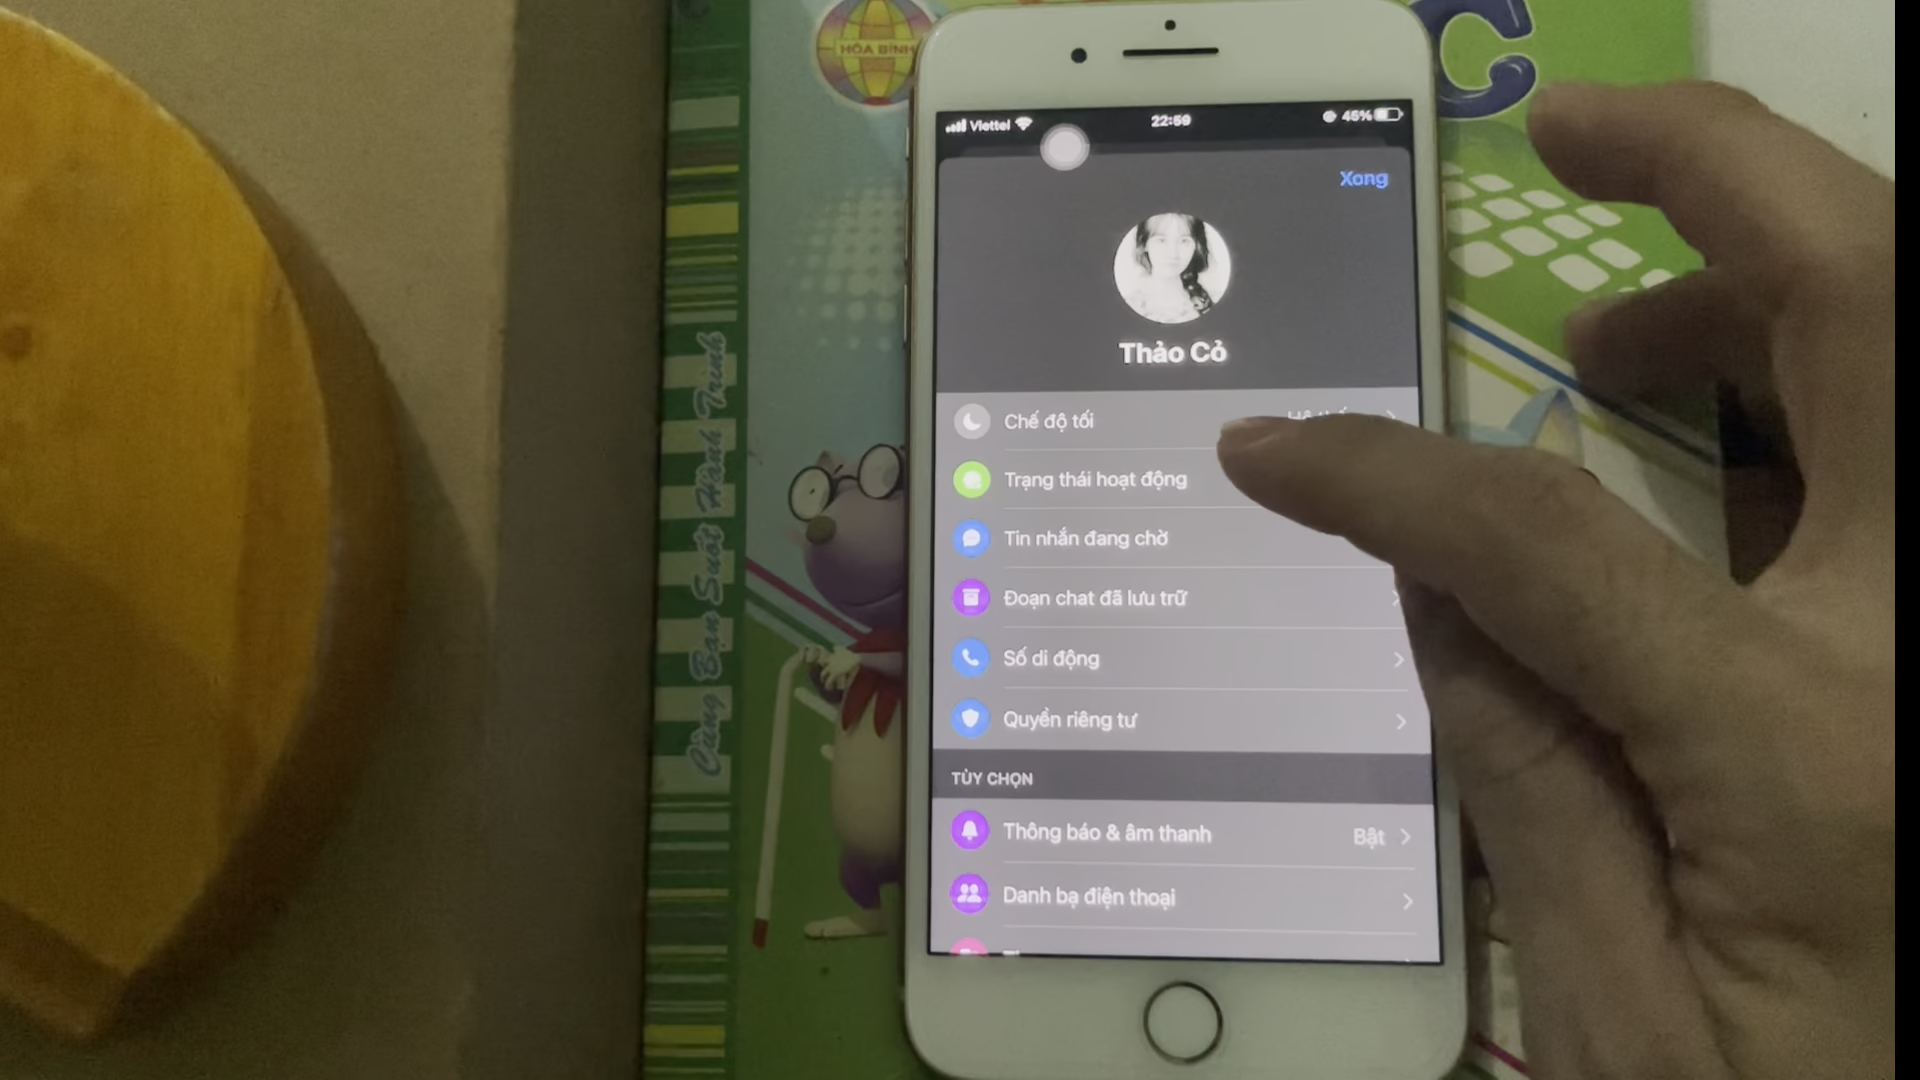 HÒA BÌNH
C
Viettel
22:59
45%
Xong
Thảo Cỏ
Chế độ tối
Trạng thái hoạt động
Tin nhắn đang chờ
Đoạn chat đã lưu trữ
Số di động
Quyền riêng tư
TÙY CHỌN
Thông báo & âm thanh
Bật
Danh bạ điện thoại
Cùng Bạn Suốt Hành Trình